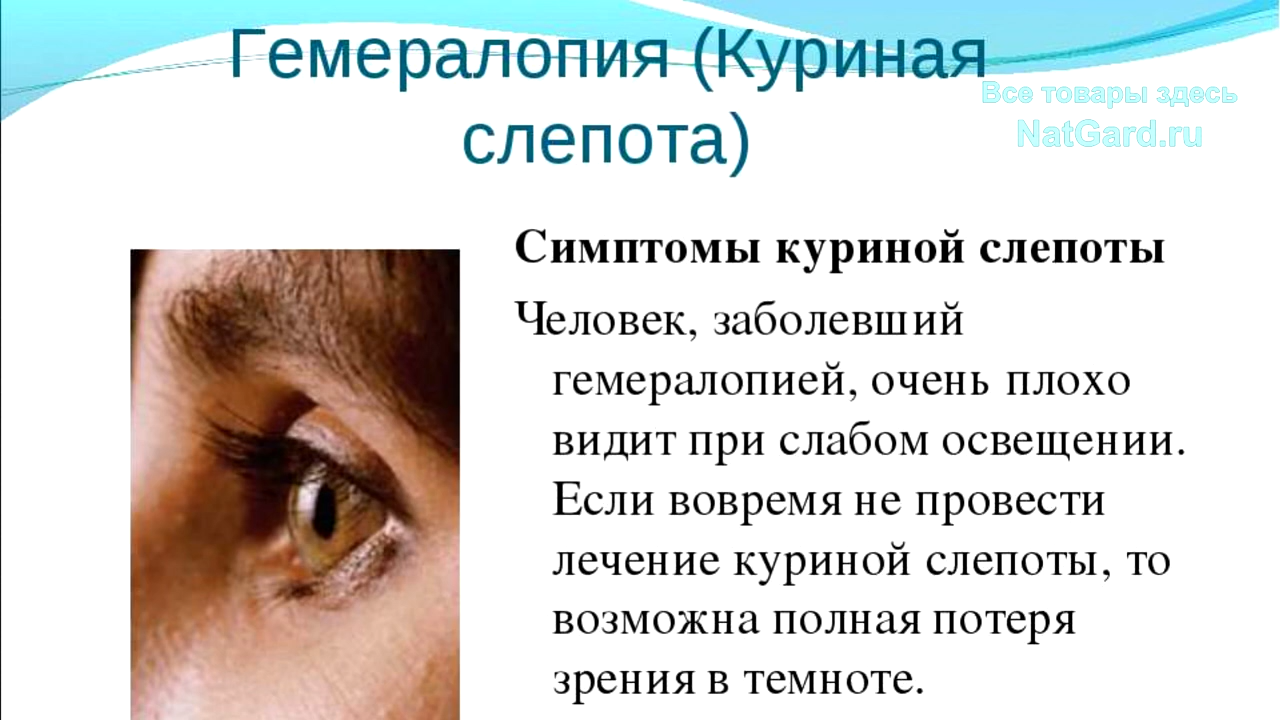 Гемералопия (Куриная
слепота)
Все товары здесь
NatGard.ru
Симптомы куриной слепоты
Человек, заболевший
гемералопией, очень плохо
видит при слабом освещении.
Если вовремя не провести
лечение куриной слепоты, то
возможна полная потеря
зрения в темноте.